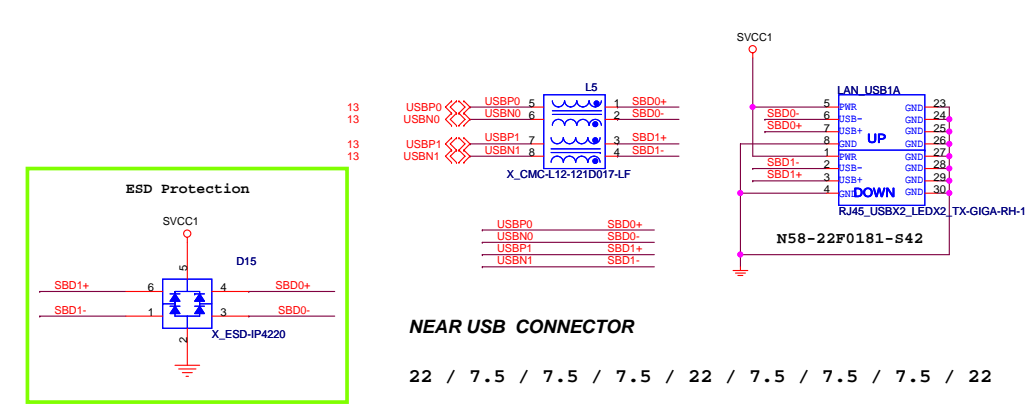 SVCC1
L5
LAN_USB1A
13 USBP0 USBP0 5 1 SBD0+
13 USBN0 USBN0 6 2 SBD0-
13 USBP1 USBP1 7 3 SBD1+
13 USBN1 USBN1 8 4 SBD1-
X_CMC-L12-121D017-LF
5 PWR GND 23
SBD0- 6 USB- GND 24
SBD0+ 7 USB+ GND 25
UP
8 GND GND 26
1 PWR GND 27
SBD1- 2 USB- GND 28
SBD1+ 3 USB+ GND 29
4 GND DOWN GND 30
RJ45_USBX2_LEDX2_TX-GIGA-RH-1
N58-22F0181-S42
ESD Protection
SVCC1
5
D15
SBD1+ 6 4 SBD0+
SBD1- 1 3 SBD0-
2
X_ESD-IP4220
USBP0 SBD0+
USBN0 SBD0-
USBP1 SBD1+
USBN1 SBD1-
NEAR USB CONNECTOR
22 / 7.5 / 7.5 / 7.5 / 22 / 7.5 / 7.5 / 7.5 / 22